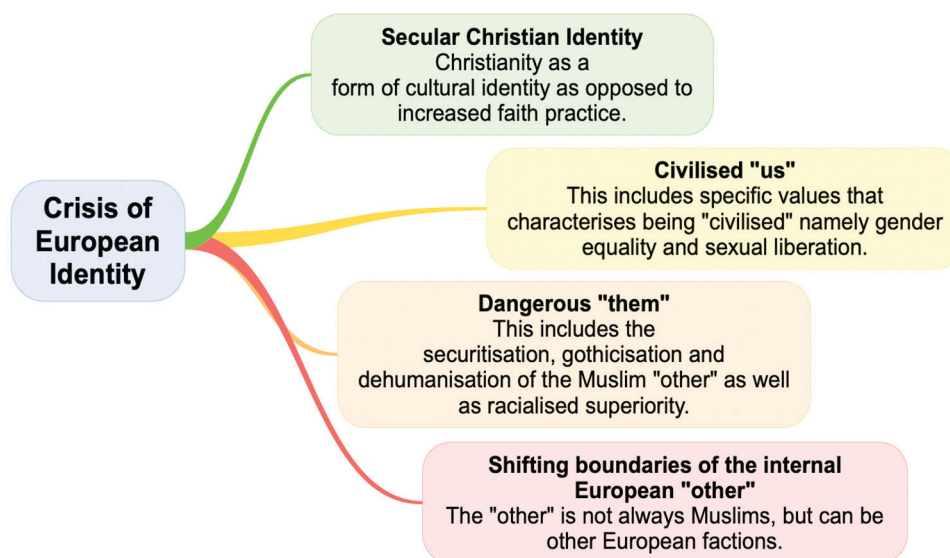 Crisis of
European
Identity
Secular Christian Identity
Christianity as a
form of cultural identity as opposed to
increased faith practice.
Civilised "us"
This includes specific values that
characterises being "civilised" namely gender
equality and sexual liberation.
Dangerous "them"
This includes the
securitisation, gothicisation and
dehumanisation of the Muslim "other" as well
as racialised superiority.
Shifting boundaries of the internal
European "other"
The "other" is not always Muslims, but can be
other European factions.